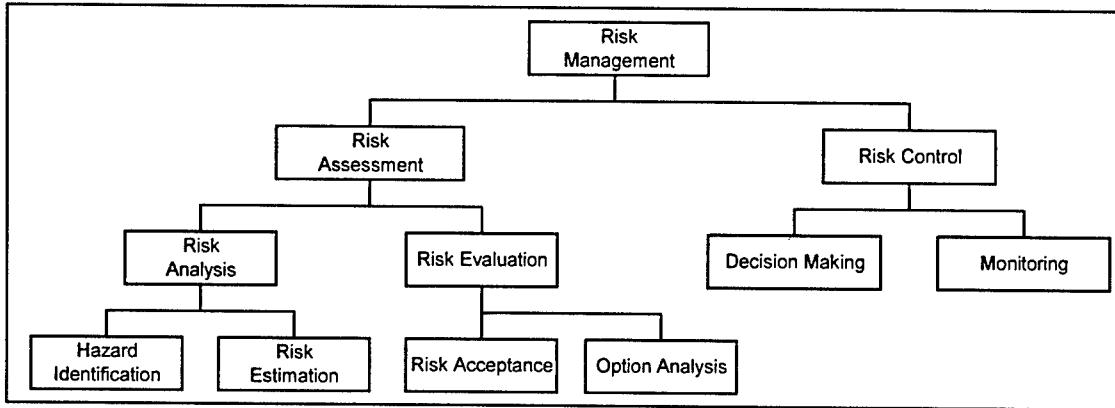 Risk
Management
Risk
Assessment
Risk Control
Risk
Analysis
Risk Evaluation
Decision Making
Monitoring
Hazard
Identification
Risk
Estimation
Risk Acceptance
Option Analysis